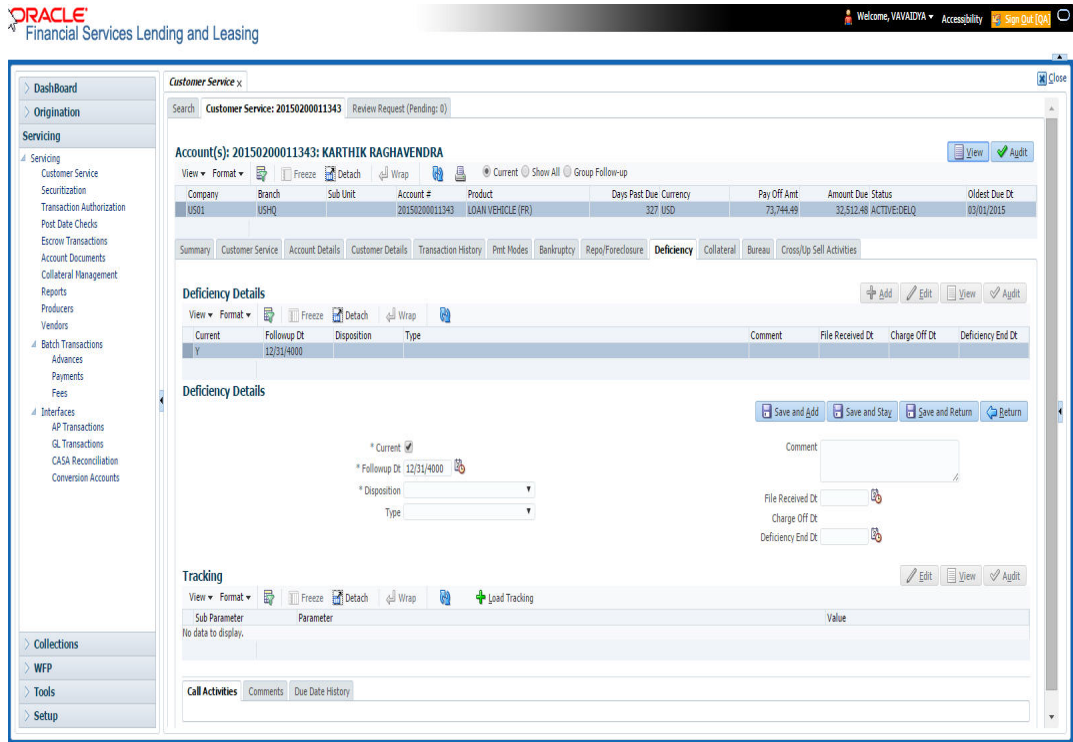 ORACLE
Financial Services Lending and Leasing
Welcome, VAVAIDYA
Accessibility
Sign Out [QA]
DashBoard
Origination
Servicing
Servicing
Customer Service
Securitization
Transaction Authorization
Post Date Checks
Escrow Transactions
Account Documents
Collateral Management
Reports
Producers
Vendors
Batch Transactions
Advances
Payments
Fees
Interfaces
AP Transactions
GL Transactions
CASA Reconciliation
Conversion Accounts
Collections
WFP
Tools
Setup
Customer Service x
Close
Search Customer Service: 20150200011343 Review Request (Pending: 0)
Account(s): 20150200011343: KARTHIK RAGHAVENDRA
View Audit
View Format Freeze Detach Wrap Current Show All Group Follow-up
Company Branch Sub Unit Account # Product Days Past Due Currency Pay Off Amt Amount Due Status Oldest Due Dt
US01 USHQ 20150200011343 LOAN VEHICLE (FR) 327 USD 73,744.49 32,512.48 ACTIVE:DELQ 03/01/2015
Summary Customer Service Account Details Customer Details Transaction History Pmt Modes Bankruptcy Repo/Foreclosure Deficiency Collateral Bureau Cross/Up Sell Activities
Deficiency Details
Add Edit View Audit
View Format Freeze Detach Wrap
Current Followup Dt Disposition Type Comment File Received Dt Charge Off Dt Deficiency End Dt
Y 12/31/4000
Deficiency Details
Save and Add Save and Stay Save and Return Return
* Current
* Followup Dt 12/31/4000
* Disposition
Type
Comment
File Received Dt
Charge Off Dt
Deficiency End Dt
Tracking
Edit View Audit
View Format Freeze Detach Wrap Load Tracking
Sub Parameter Parameter Value
No data to display.
Call Activities Comments Due Date History